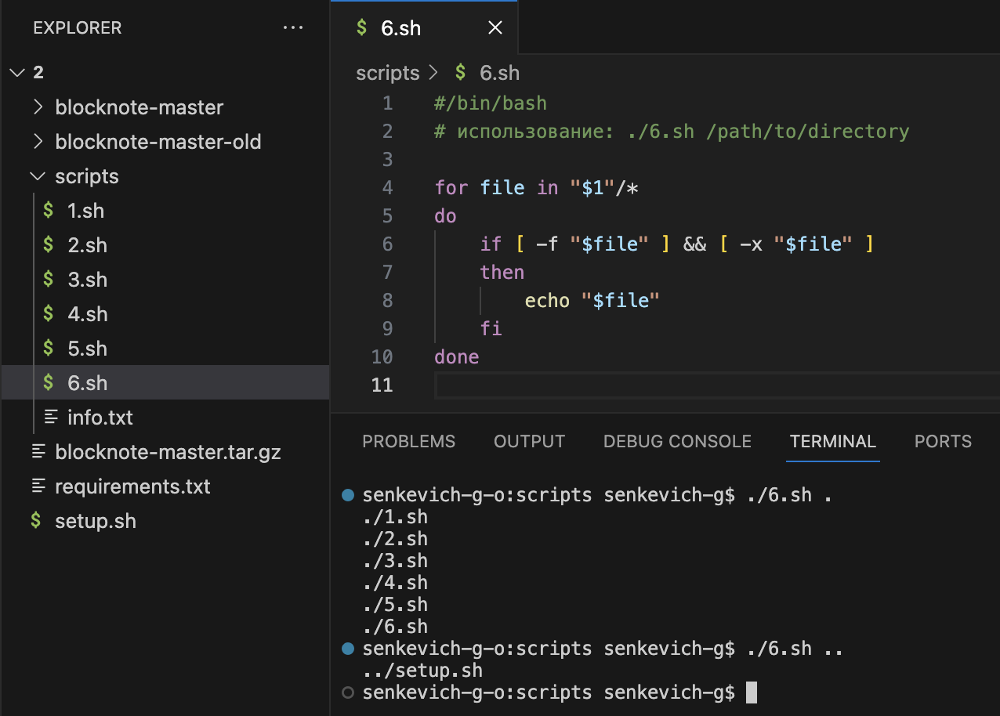 EXPLORER ...
2
blocknote-master
blocknote-master-old
scripts
$ 1.sh
$ 2.sh
$ 3.sh
$ 4.sh
$ 5.sh
$ 6.sh
info.txt
blocknote-master.tar.gz
requirements.txt
$ setup.sh
$ 6.sh ×
scripts > $ 6.sh
1 #/bin/bash
2 # использование: ./6.sh /path/to/directory
3
4 for file in "$1"/*
5 do
6     if [ -f "$file" ] && [ -x "$file" ]
7     then
8         echo "$file"
9     fi
10 done
11
PROBLEMS OUTPUT DEBUG CONSOLE TERMINAL PORTS
senkevich-g-o:scripts senkevich-g$ ./6.sh .
./1.sh
./2.sh
./3.sh
./4.sh
./5.sh
./6.sh
senkevich-g-o:scripts senkevich-g$ ./6.sh ..
../setup.sh
senkevich-g-o:scripts senkevich-g$